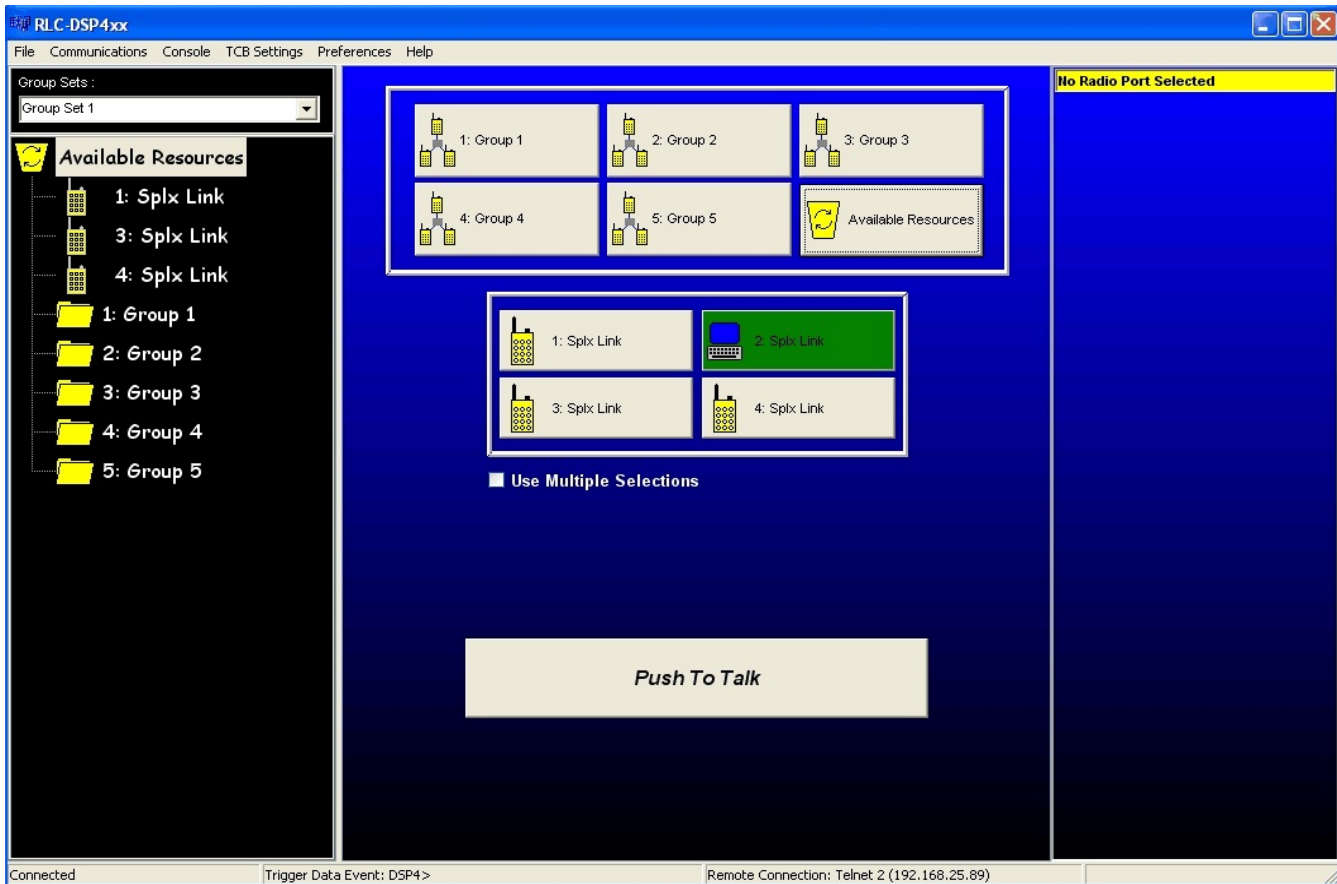 RLC-DSP4xx
File Communications Console TCB Settings Preferences Help
Group Sets :
Group Set 1
Available Resources
1: Splx Link
3: Splx Link
4: Splx Link
1: Group 1
2: Group 2
3: Group 3
4: Group 4
5: Group 5
1: Group 1
2: Group 2
3: Group 3
4: Group 4
5: Group 5
Available Resources
1: Splx Link
2: Splx Link
3: Splx Link
4: Splx Link
Use Multiple Selections
Push To Talk
No Radio Port Selected
Connected
Trigger Data Event: DSP4>
Remote Connection: Telnet 2 (192.168.25.89)